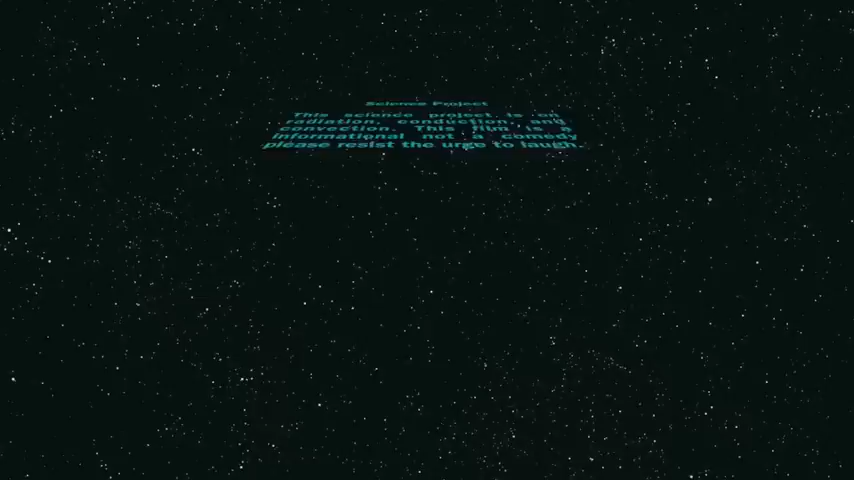 Science Project
This science project is on
radiation, conduction, and
convection. This film is a
informational not a comedy
please resist the urge to laugh.